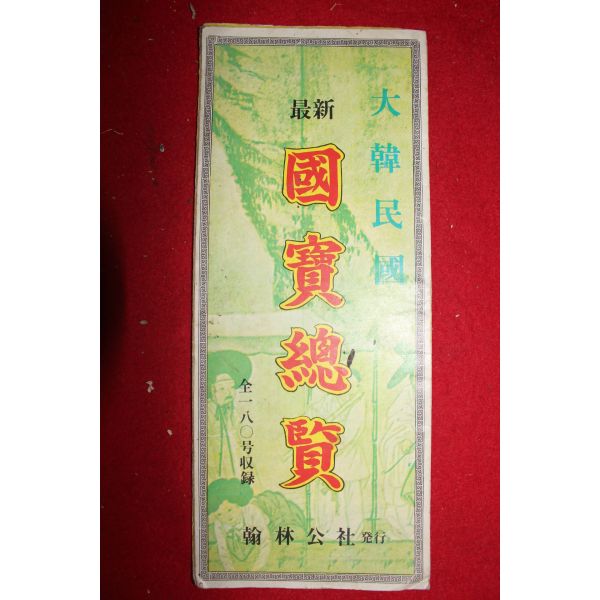 大韓民國
最新
國寶總覽
全一八〇号収録
翰林公社 発行